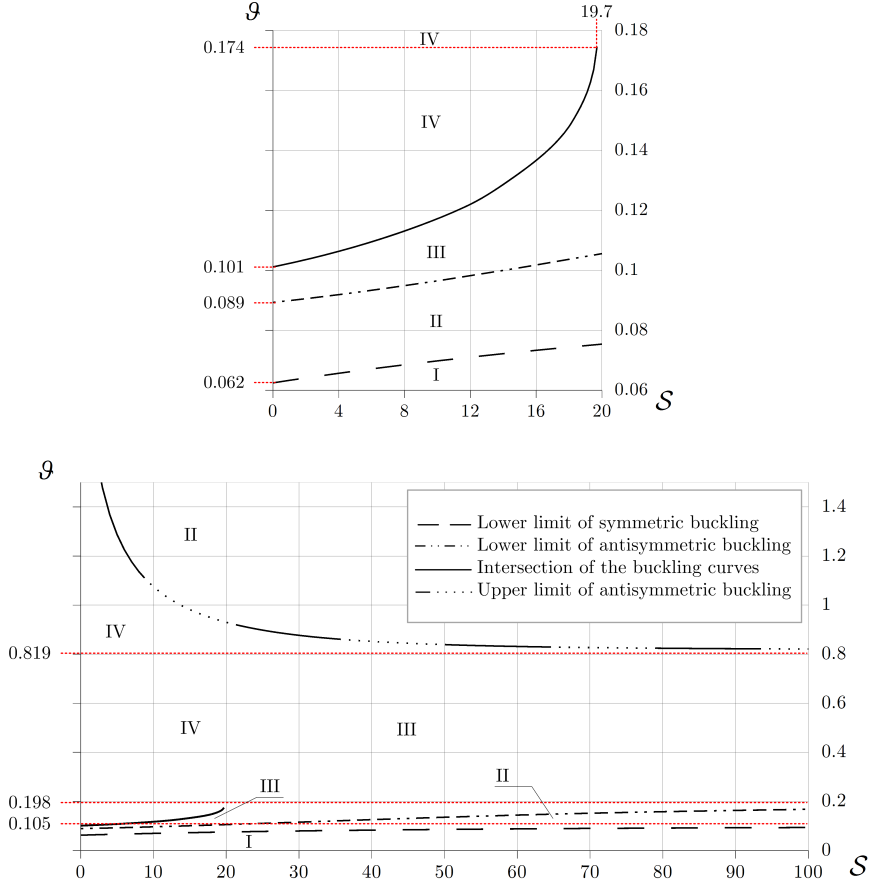 ϑ
19.7
IV
0.174
0.18
0.16
IV
0.14
0.12
III
0.101
0.1
0.089
II
0.08
0.062
I
0.06
0 4 8 12 16 20
S
ϑ
II
Lower limit of symmetric buckling
Lower limit of antisymmetric buckling
Intersection of the buckling curves
Upper limit of antisymmetric buckling
1.4
1.2
1
IV
0.819
0.8
IV
III
0.6
0.4
III
II
0.198
0.2
0.105
I
0
0 10 20 30 40 50 60 70 80 90 100
S